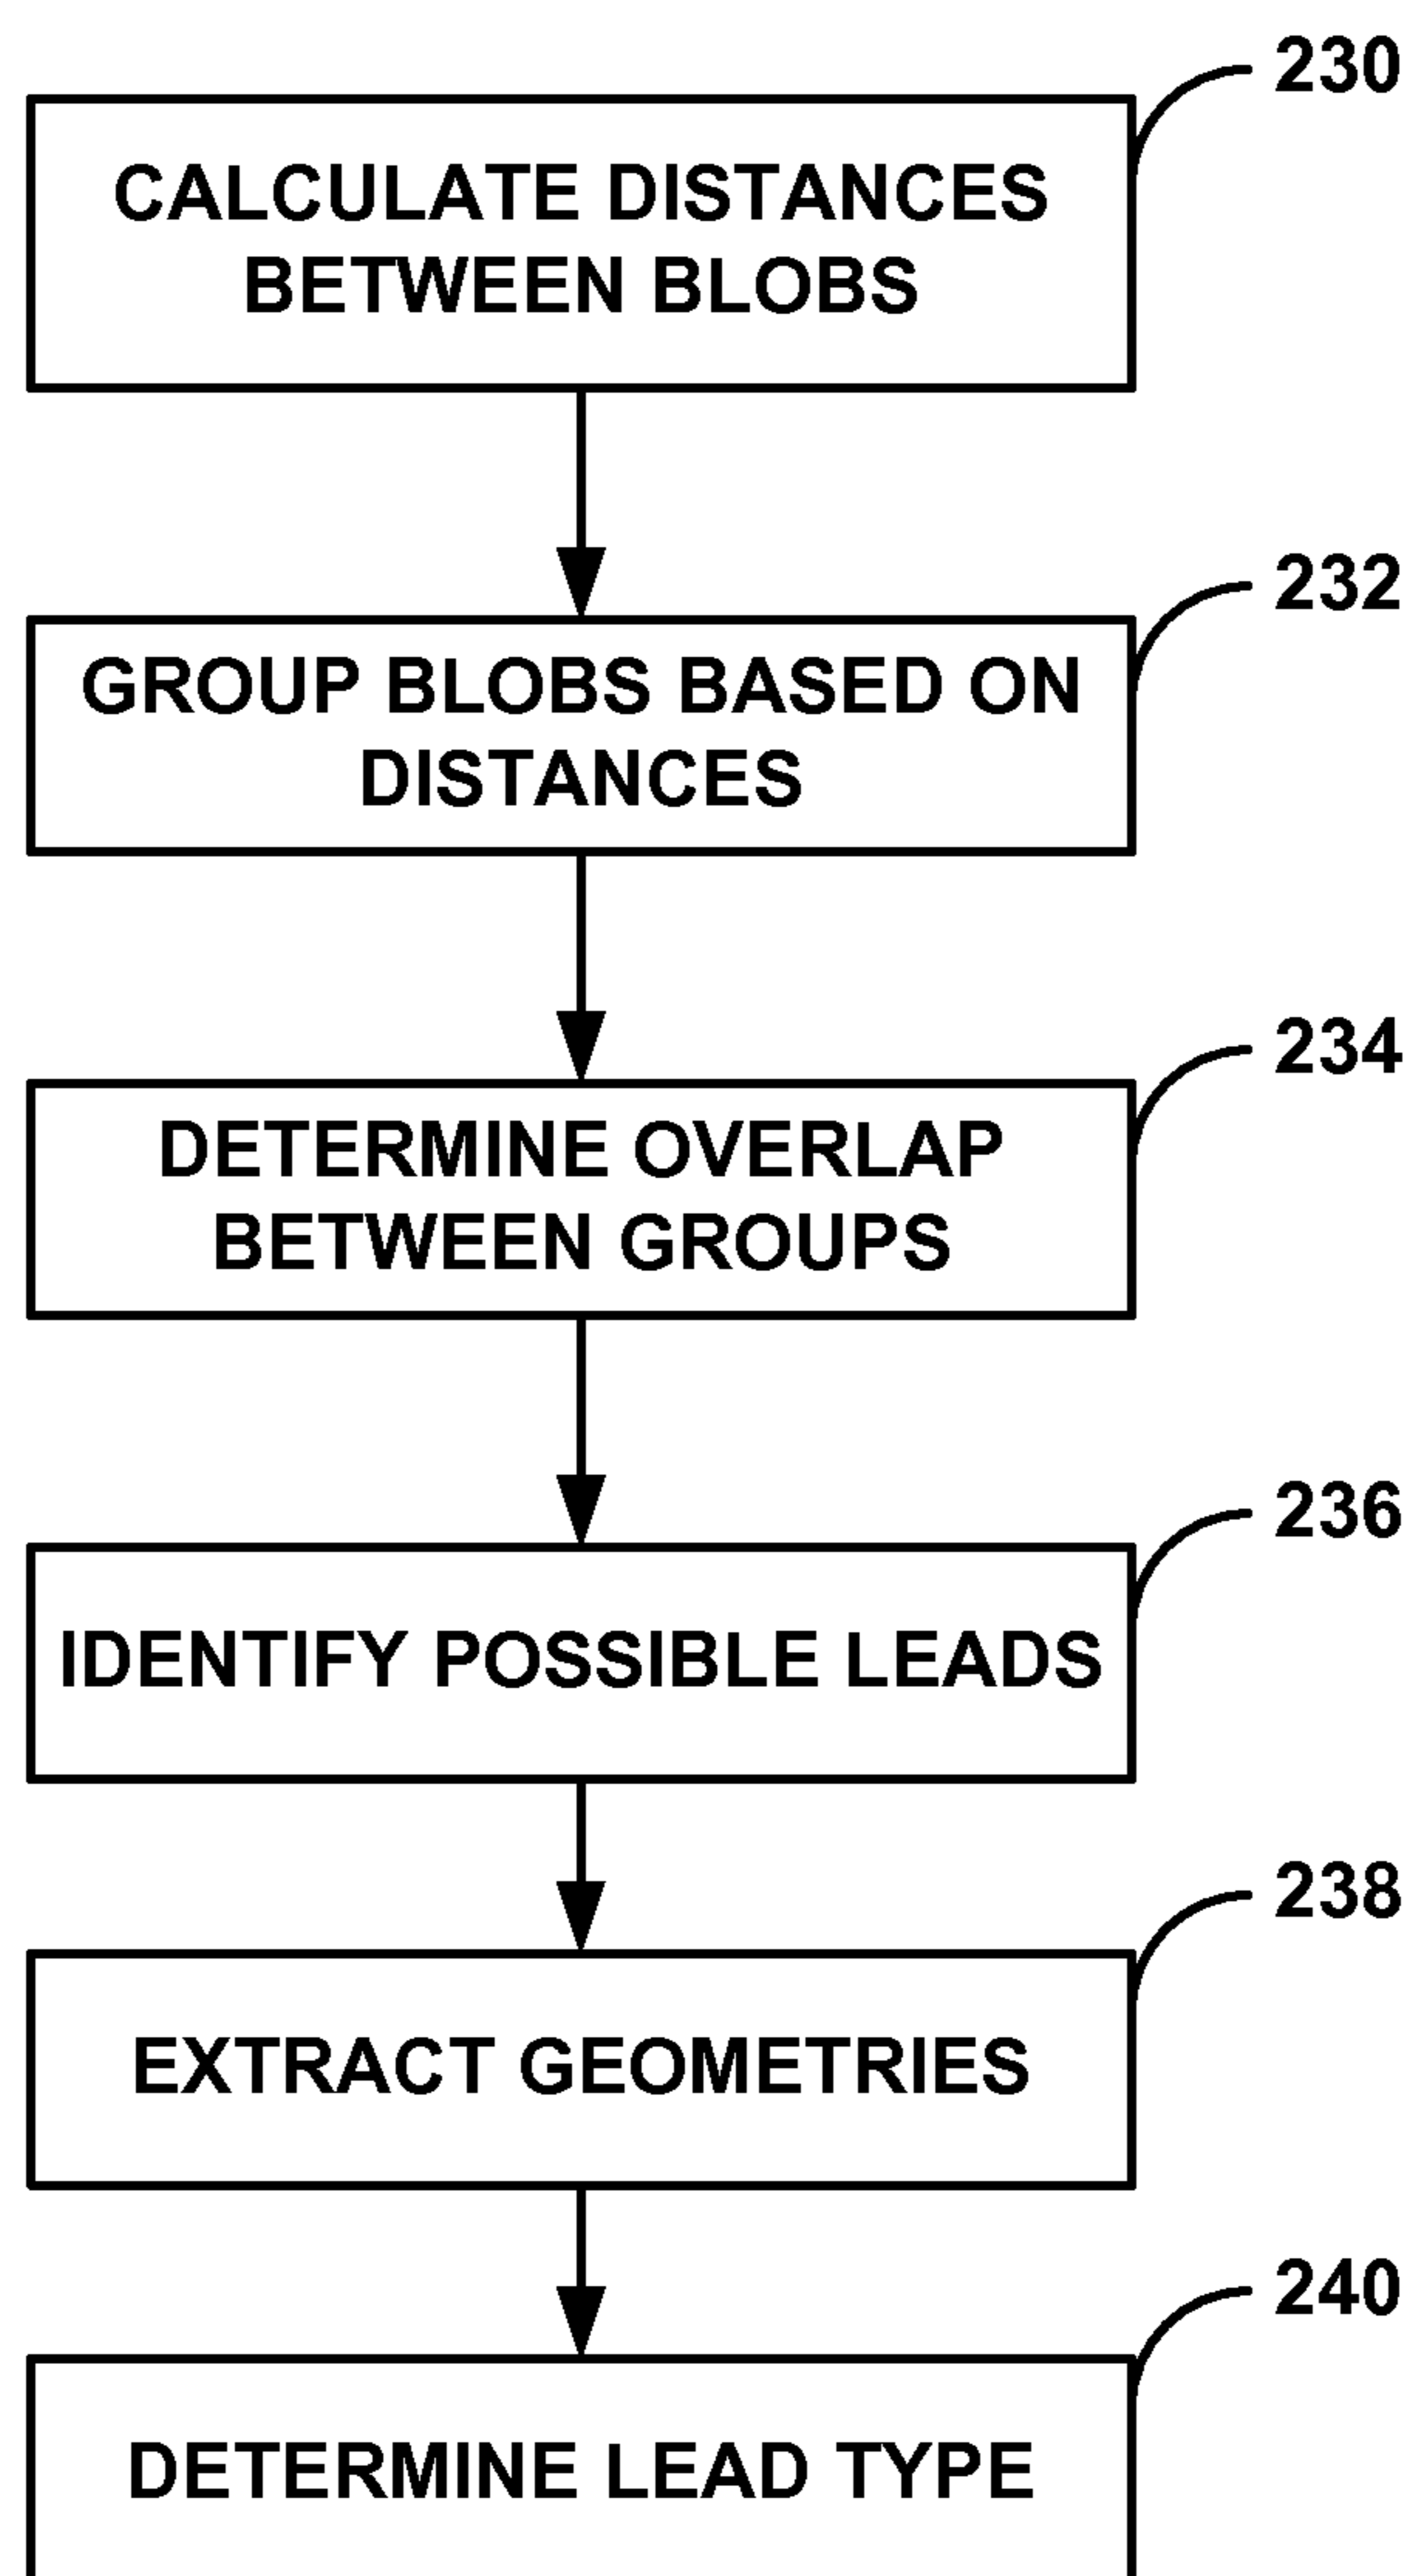 230
CALCULATE DISTANCES
BETWEEN BLOBS
232
GROUP BLOBS BASED ON
DISTANCES
234
DETERMINE OVERLAP
BETWEEN GROUPS
236
IDENTIFY POSSIBLE LEADS
238
EXTRACT GEOMETRIES
240
DETERMINE LEAD TYPE